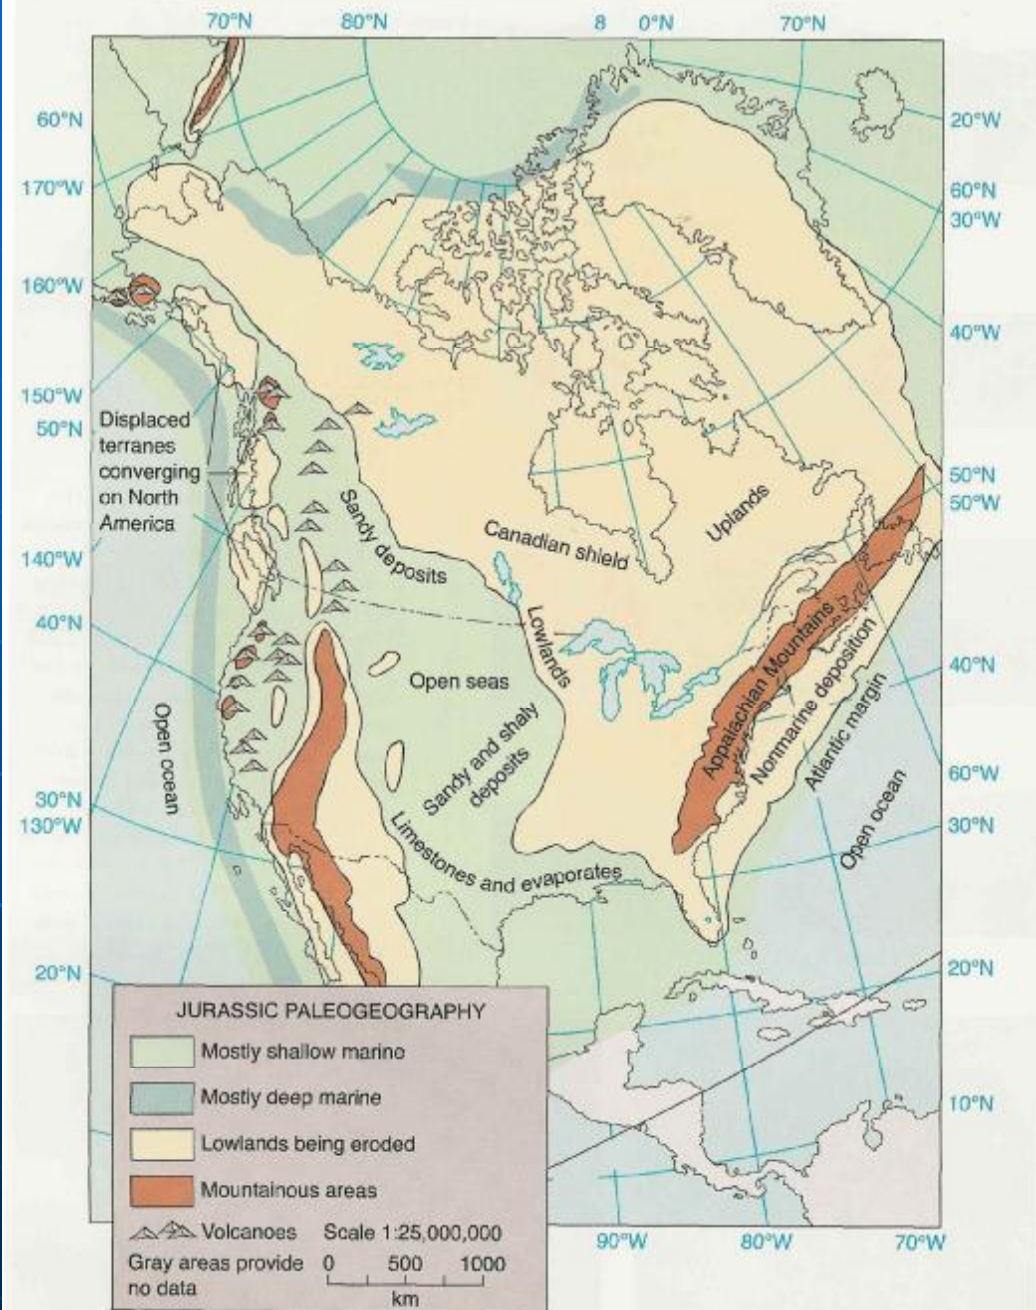 70°N
80°N
8
0°N
70°N
60°N
170°W
160°W
150°W
50°N
140°W
40°N
30°N
130°W
20°N
20°W
60°N
30°W
40°W
50°N
50°W
40°N
60°W
30°N
20°N
10°N
Displaced
terranes
converging
on North
America
Sandy deposits
Canadian shield
Uplands
Lowlands
Open seas
Sandy and shaly
deposits
Limestones and evaporates
Open ocean
Appalachian Mountains
Nonmarine deposition
Atlantic margin
Open ocean
JURASSIC PALEOGEOGRAPHY
Mostly shallow marine
Mostly deep marine
Lowlands being eroded
Mountainous areas
Volcanoes Scale 1:25,000,000
Gray areas provide
no data
0 500 1000
km
90°W
80°W
70°W